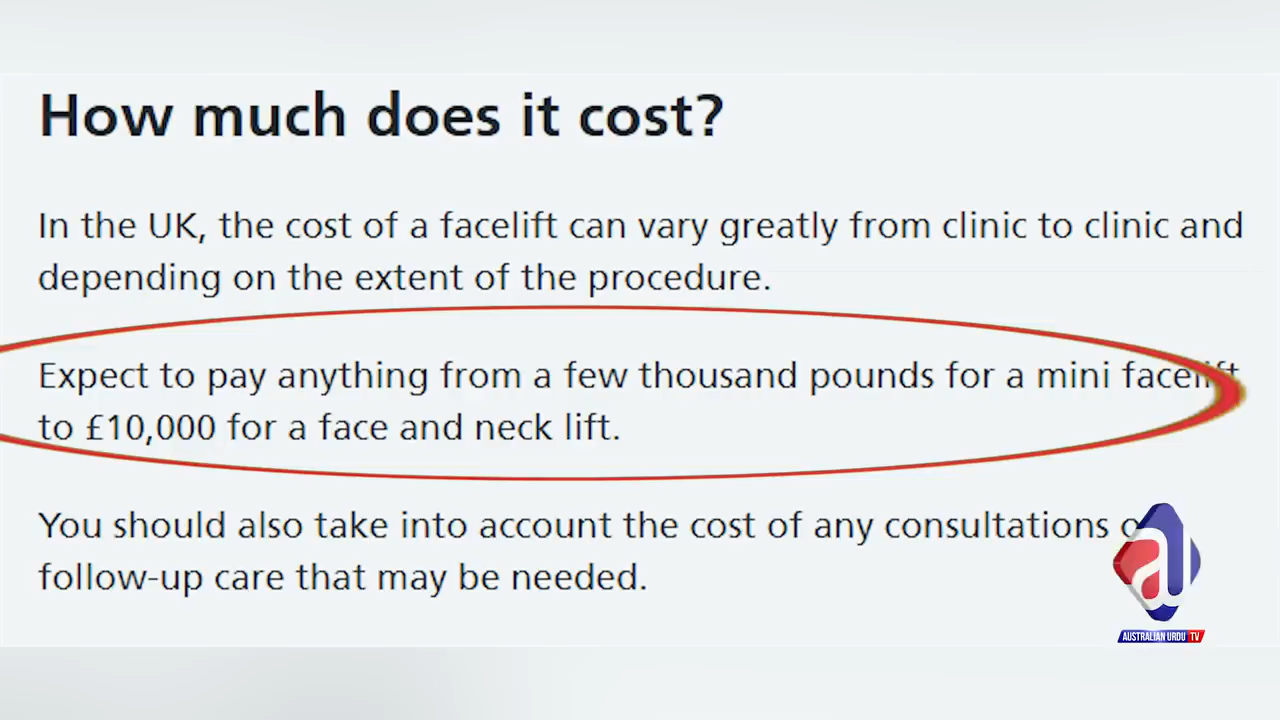 How much does it cost?
In the UK, the cost of a facelift can vary greatly from clinic to clinic and
depending on the extent of the procedure.
Expect to pay anything from a few thousand pounds for a mini facelift
to £10,000 for a face and neck lift.
You should also take into account the cost of any consultations
follow-up care that may be needed.
AUSTRALIAN URDU TV